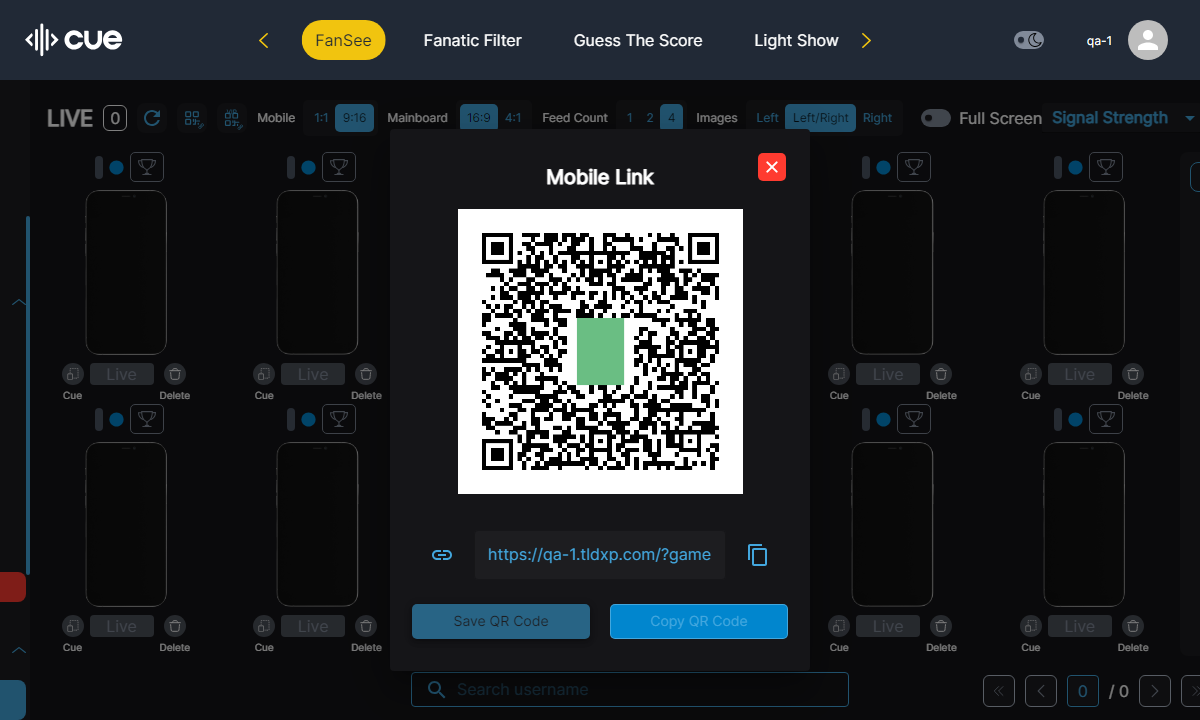 cue
FanSee
Fanatic Filter
Guess The Score
Light Show
qa-1
LIVE 0
Mobile 1:1 9:16
Mainboard 16:9 4:1
Feed Count 1 2 4
Images Left Left/Right Right
Full Screen
Signal Strength
Mobile Link
Live Live Live Live
Cue Delete Cue Delete Cue Delete Cue Delete
https://qa-1.tldxp.com/?game
Save QR Code
Copy QR Code
Live Live Live Live
Cue Delete Cue Delete Cue Delete Cue Delete
Search username
0 / 0